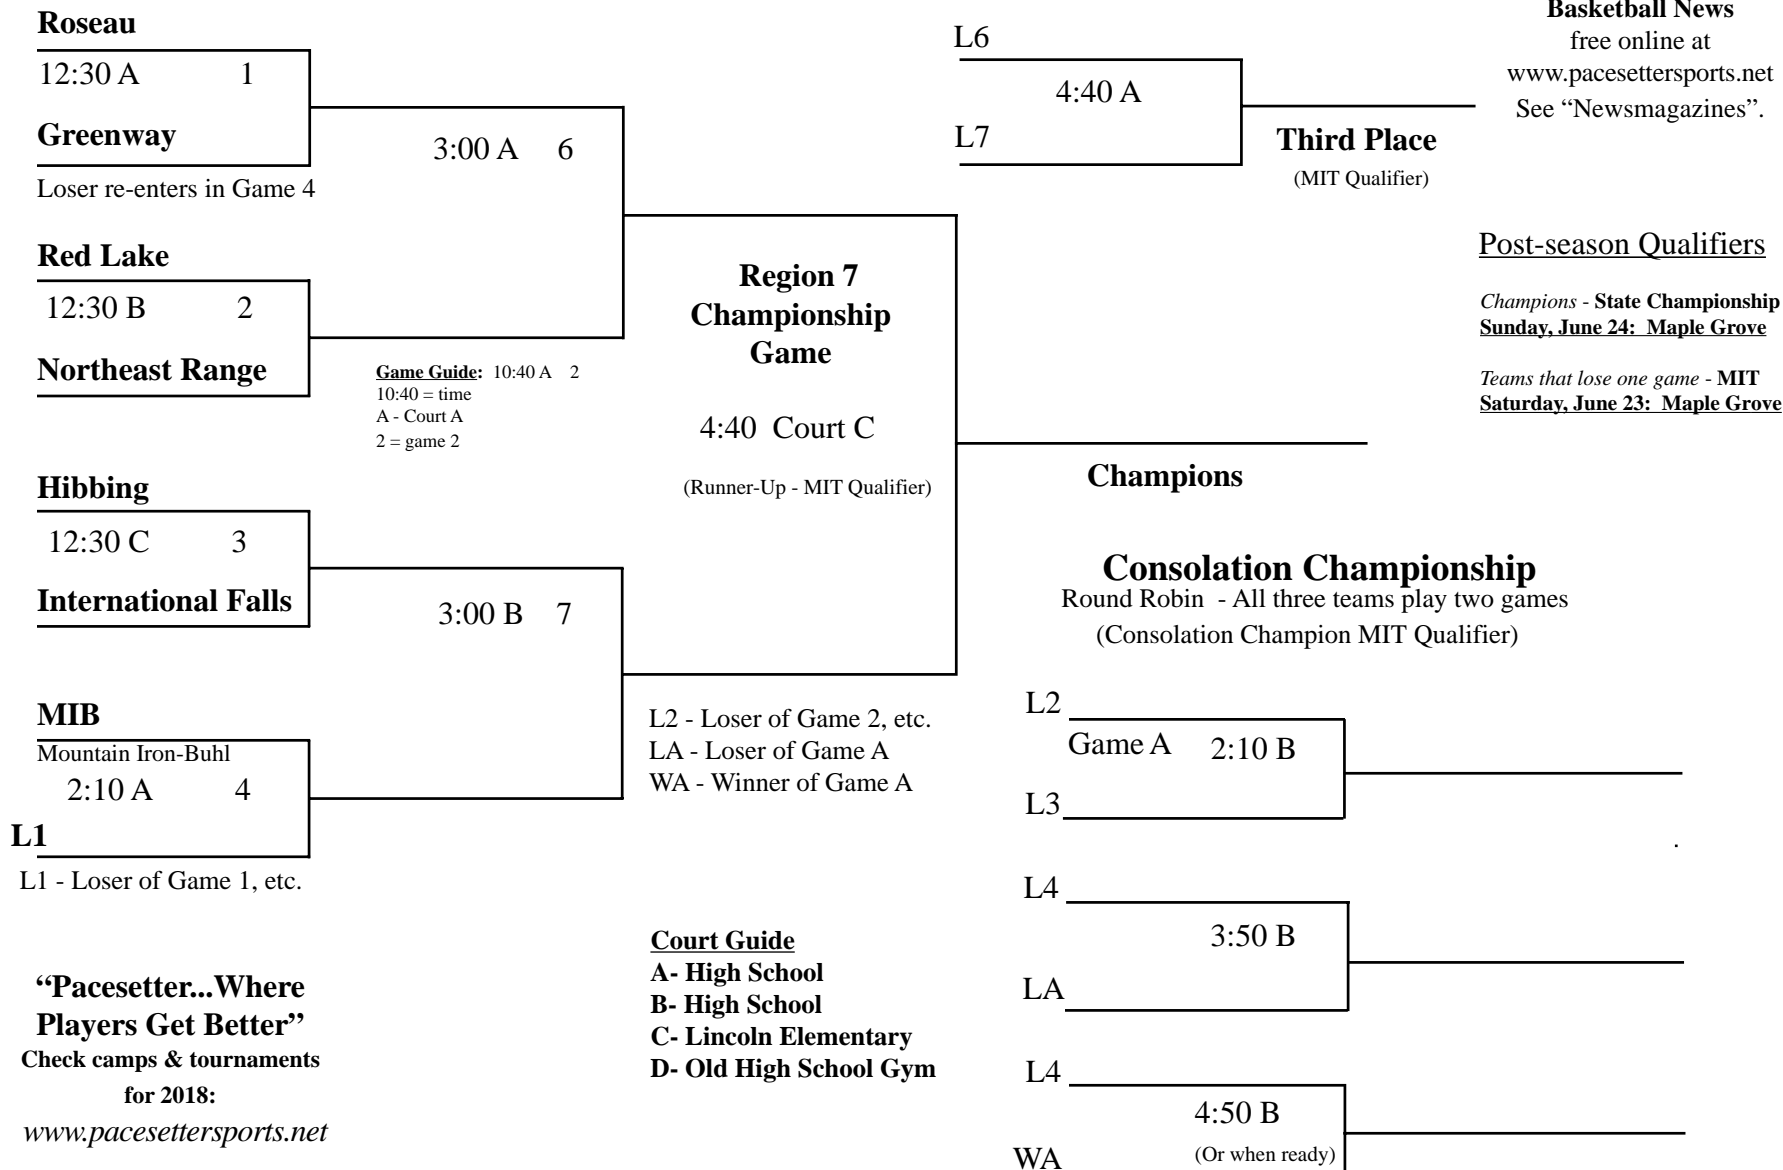 Roseau
12:30 A 1
Greenway
Loser re-enters in Game 4
3:00 A 6
Red Lake
12:30 B 2
Northeast Range
Game Guide: 10:40 A 2
10:40 = time
A - Court A
2 = game 2
Hibbing
12:30 C 3
International Falls
3:00 B 7
MIB
Mountain Iron-Buhl
2:10 A 4
L1
L1 - Loser of Game 1, etc.
Region 7
Championship
Game
4:40 Court C
(Runner-Up - MIT Qualifier)
Champions
L6
4:40 A
L7
Third Place
(MIT Qualifier)
Basketball News
free online at
www.pacesettersports.net
See “Newsmagazines”.
Post-season Qualifiers
Champions - State Championship
Sunday, June 24: Maple Grove
Teams that lose one game - MIT
Saturday, June 23: Maple Grove
L2 - Loser of Game 2, etc.
LA - Loser of Game A
WA - Winner of Game A
Consolation Championship
Round Robin - All three teams play two games
(Consolation Champion MIT Qualifier)
L2
Game A 2:10 B
L3
.
L4
3:50 B
LA
L4
4:50 B
(Or when ready)
WA
Court Guide
A- High School
B- High School
C- Lincoln Elementary
D- Old High School Gym
“Pacesetter...Where
Players Get Better”
Check camps & tournaments
for 2018:
www.pacesettersports.net